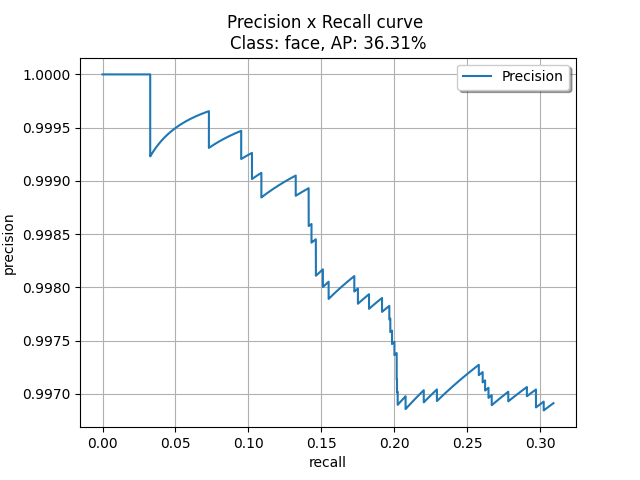 Precision x Recall curve
Class: face, AP: 36.31%
Precision
1.0000
0.9995
0.9990
0.9985
0.9980
0.9975
0.9970
precision
0.00 0.05 0.10 0.15 0.20 0.25 0.30
recall